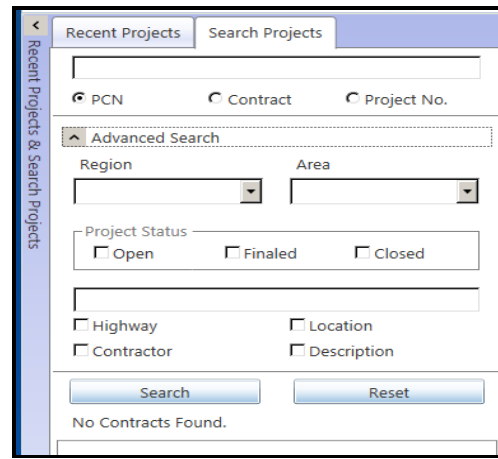 Recent Projects & Search Projects
Recent Projects Search Projects
PCN Contract Project No.
Advanced Search
Region Area
Project Status
Open Finaled Closed
Highway Location
Contractor Description
Search Reset
No Contracts Found.